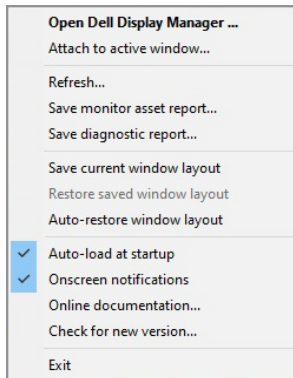 Open Dell Display Manager ...
Attach to active window...
Refresh...
Save monitor asset report...
Save diagnostic report...
Save current window layout
Restore saved window layout
Auto-restore window layout
Auto-load at startup
Onscreen notifications
Online documentation...
Check for new version...
Exit